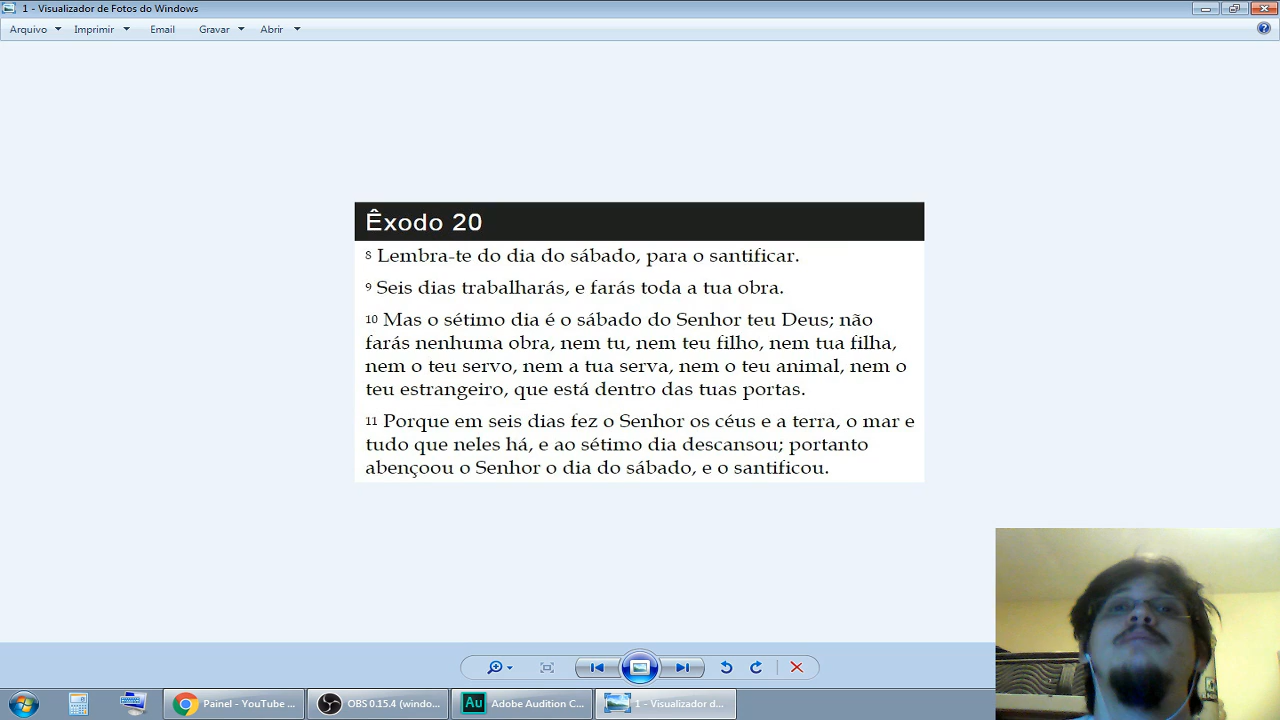 1 - Visualizador de Fotos do Windows
Arquivo Imprimir Email Gravar Abrir
Êxodo 20
8 Lembra-te do dia do sábado, para o santificar.
9 Seis dias trabalharás, e farás toda a tua obra.
10 Mas o sétimo dia é o sábado do Senhor teu Deus; não
farás nenhuma obra, nem tu, nem teu filho, nem tua filha,
nem o teu servo, nem a tua serva, nem o teu animal, nem o
teu estrangeiro, que está dentro das tuas portas.
11 Porque em seis dias fez o Senhor os céus e a terra, o mar e
tudo que neles há, e ao sétimo dia descansou; portanto
abençoou o Senhor o dia do sábado, e o santificou.
Painel - YouTube ... OBS 0.15.4 (windo... Au Adobe Audition C... 1 - Visualizador d...